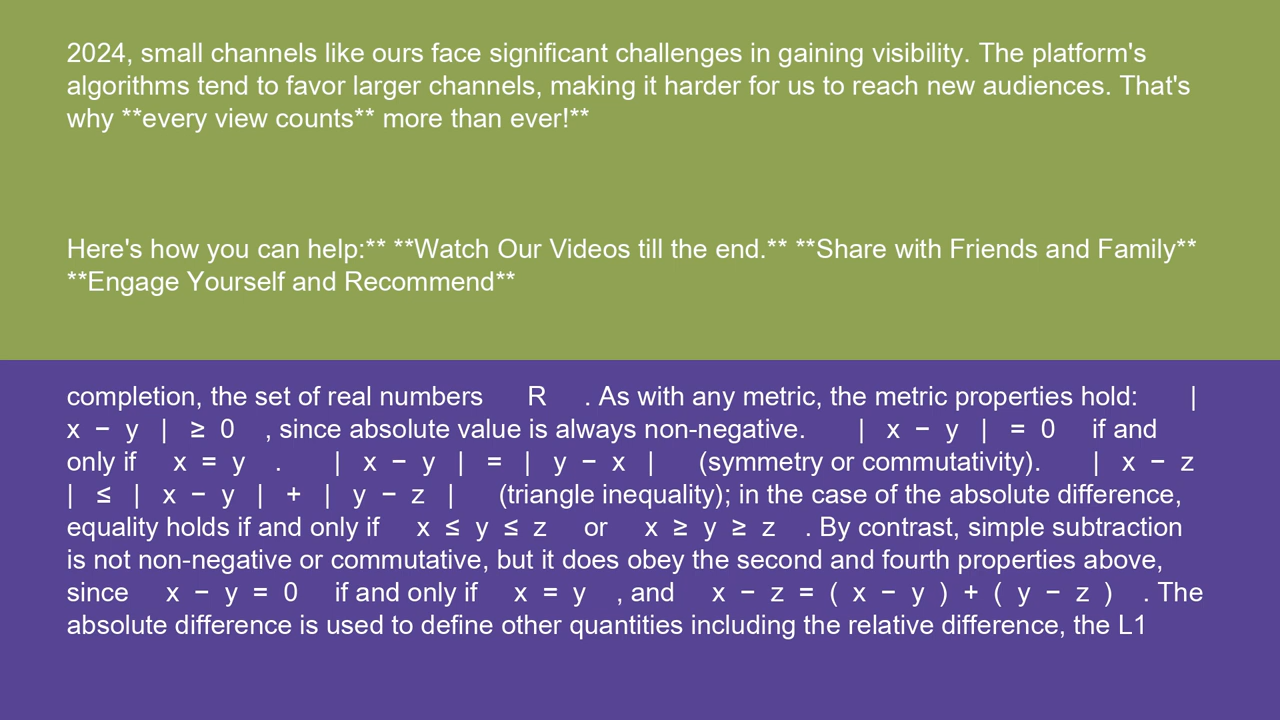 2024, small channels like ours face significant challenges in gaining visibility. The platform's
algorithms tend to favor larger channels, making it harder for us to reach new audiences. That's
why **every view counts** more than ever!**
Here's how you can help:** **Watch Our Videos till the end.** **Share with Friends and Family**
**Engage Yourself and Recommend**
completion, the set of real numbers R . As with any metric, the metric properties hold: |
x − y | ≥ 0 , since absolute value is always non-negative. | x − y | = 0 if and
only if x = y . | x − y | = | y − x | (symmetry or commutativity). | x − z
| ≤ | x − y | + | y − z | (triangle inequality); in the case of the absolute difference,
equality holds if and only if x ≤ y ≤ z or x ≥ y ≥ z . By contrast, simple subtraction
is not non-negative or commutative, but it does obey the second and fourth properties above,
since x − y = 0 if and only if x = y , and x − z = ( x − y ) + ( y − z ) . The
absolute difference is used to define other quantities including the relative difference, the L1